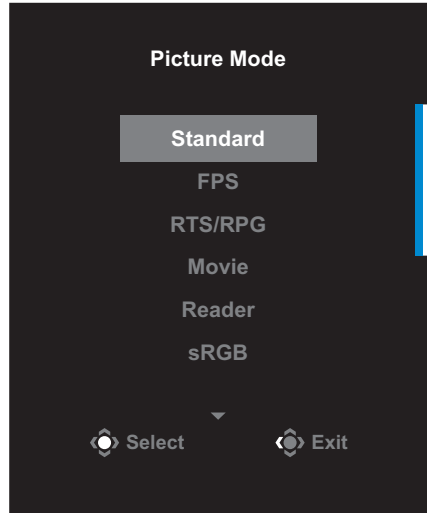 Picture Mode
Standard
FPS
RTS/RPG
Movie
Reader
sRGB
Select Exit